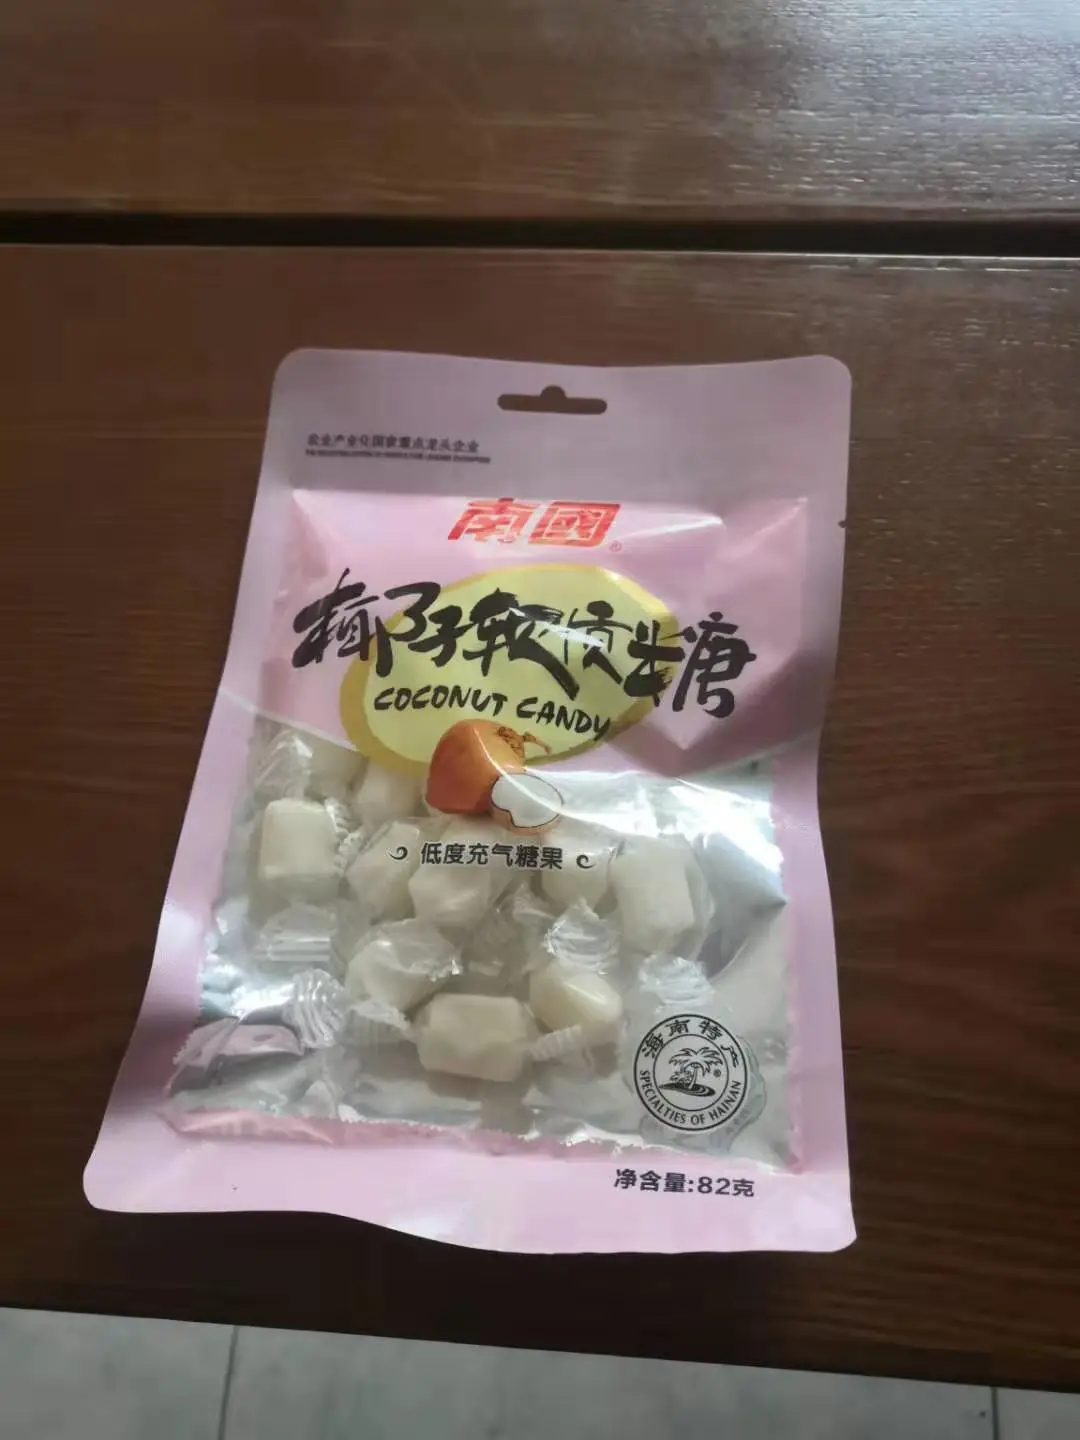 农业产业化国家重点龙头企业
南國®
椰子软质糖
COCONUT CANDY
低度充气糖果
海南特产
®
SPECIALTIES OF HAINAN
净含量:82克